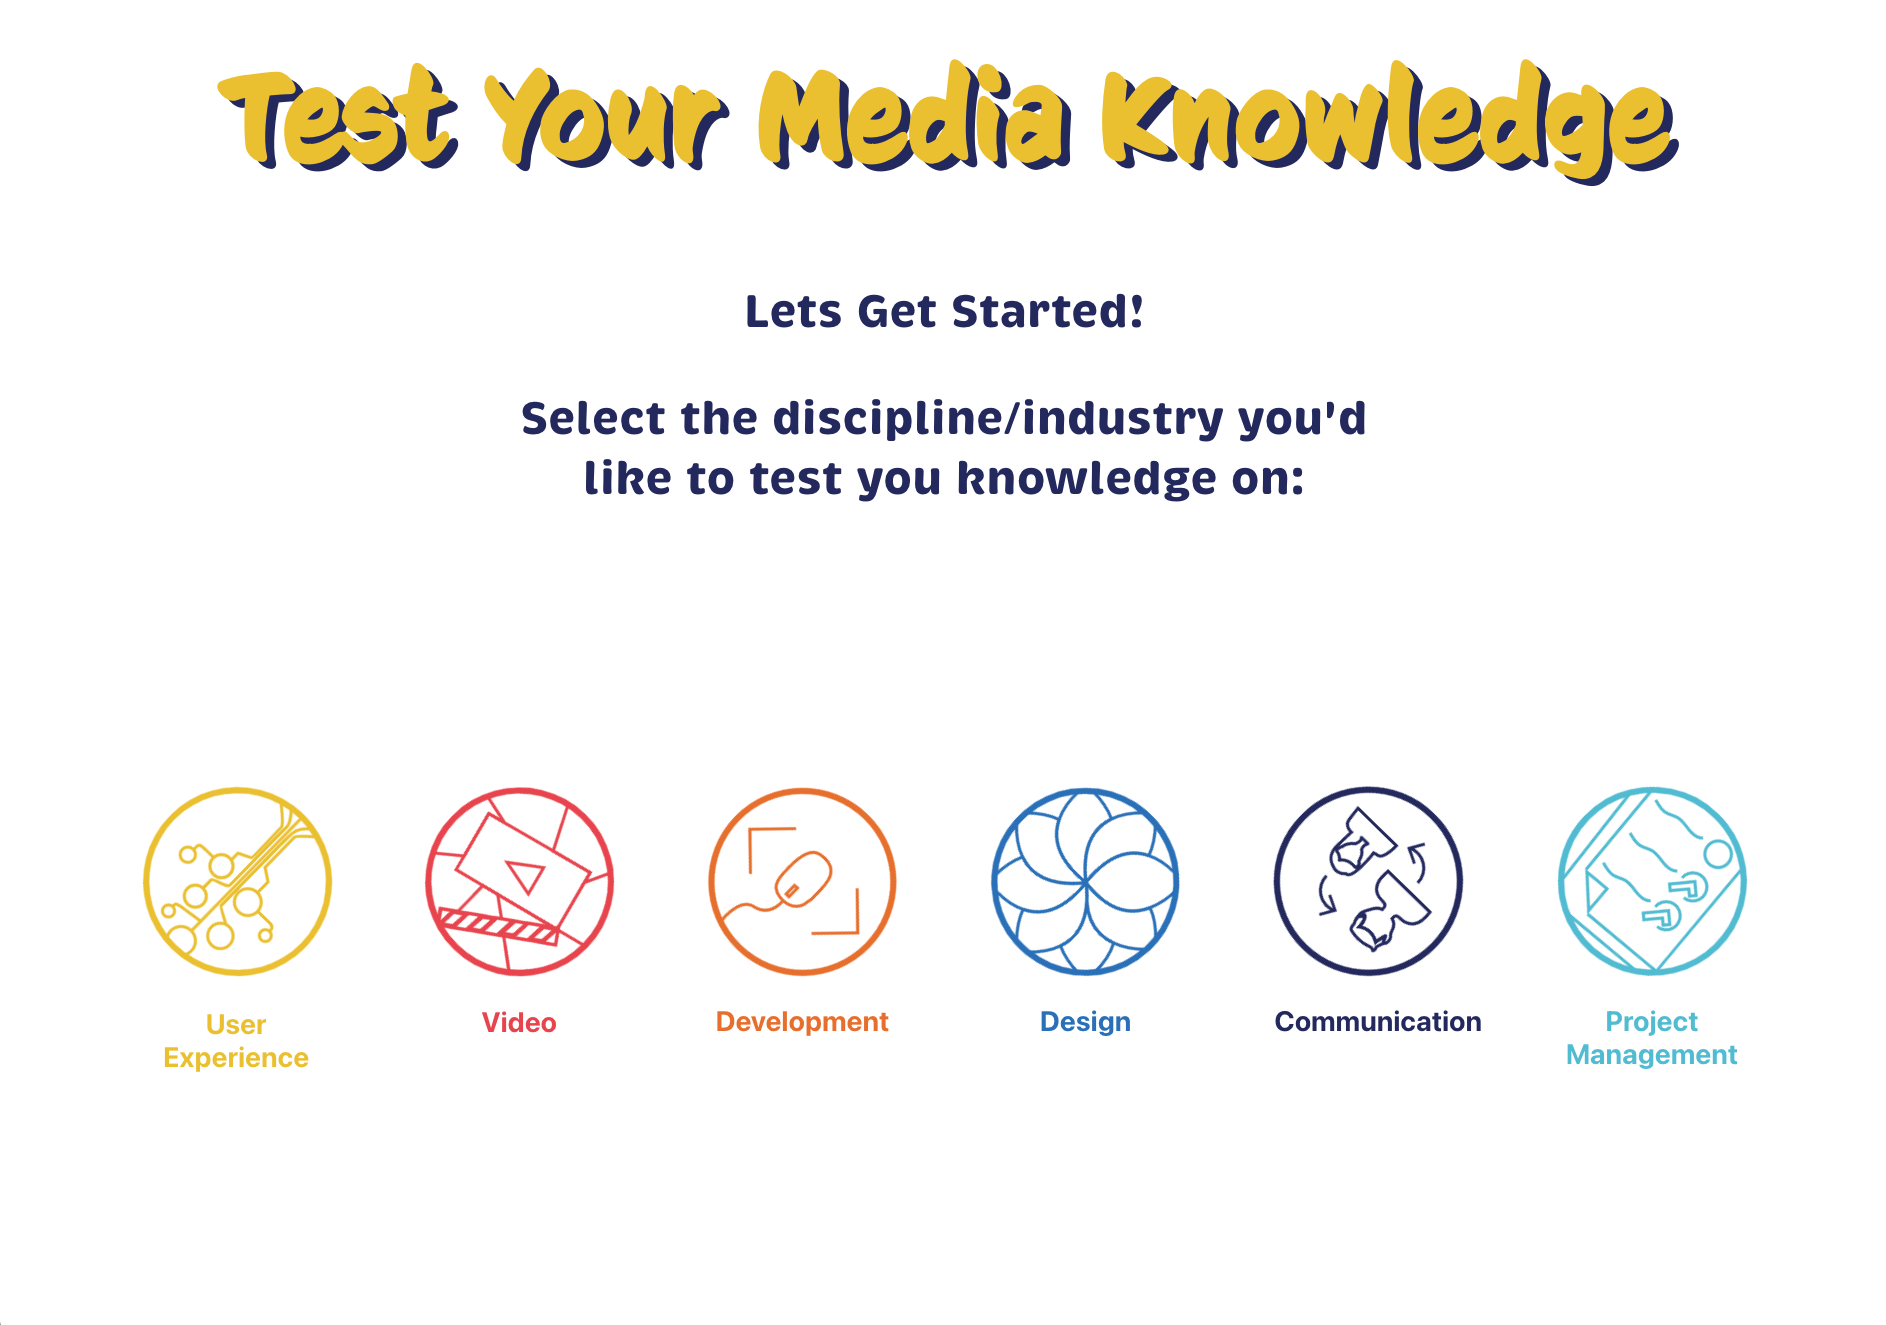 Test Your Media Knowledge
Lets Get Started!
Select the discipline/industry you'd
like to test you knowledge on:
User
Experience
Video
Development
Design
Communication
Project
Management